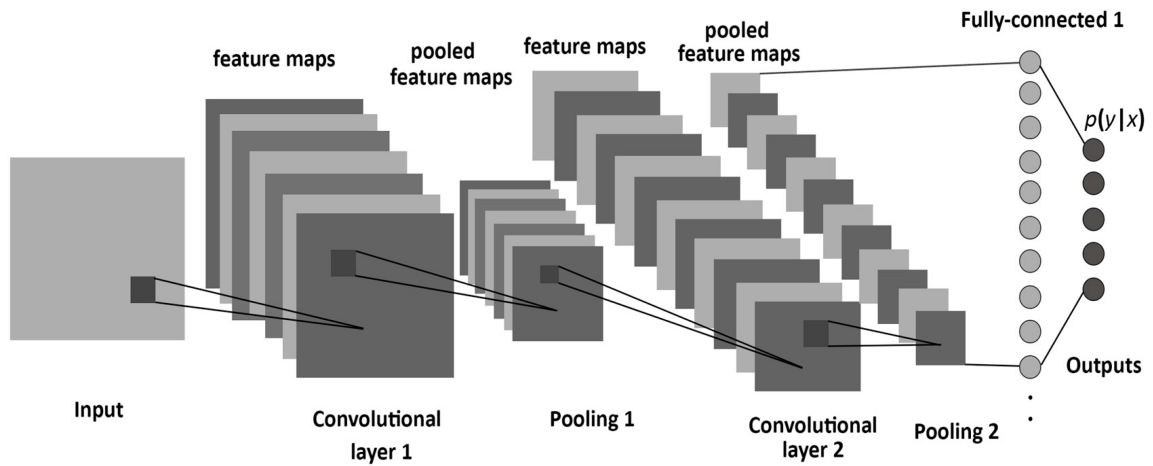 Fully-connected 1
feature maps
pooled
feature maps
feature maps
pooled
feature maps
p(y|x)
Input
Convolutional
layer 1
Pooling 1
Convolutional
layer 2
Pooling 2
Outputs